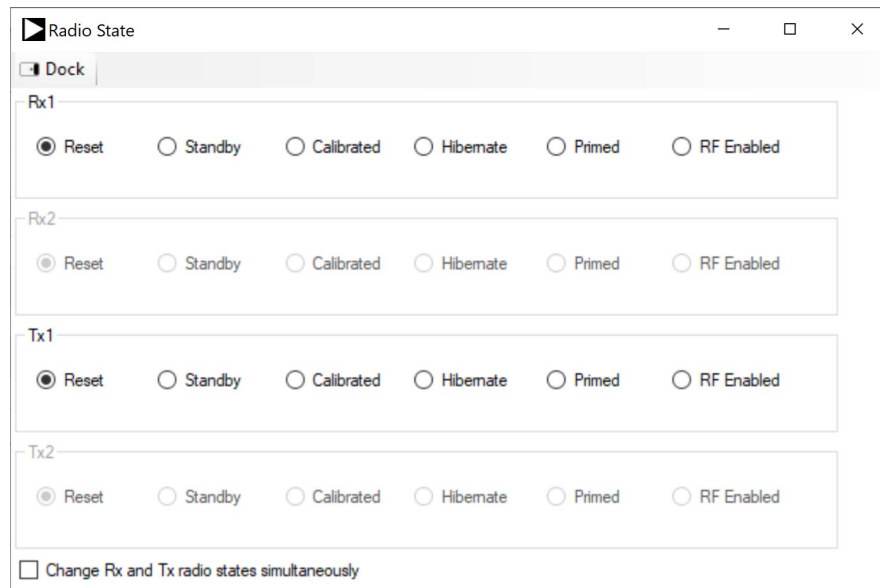 Radio State
Dock
Rx1
Reset Standby Calibrated Hibernate Primed RF Enabled
Rx2
Reset Standby Calibrated Hibernate Primed RF Enabled
Tx1
Reset Standby Calibrated Hibernate Primed RF Enabled
Tx2
Reset Standby Calibrated Hibernate Primed RF Enabled
Change Rx and Tx radio states simultaneously